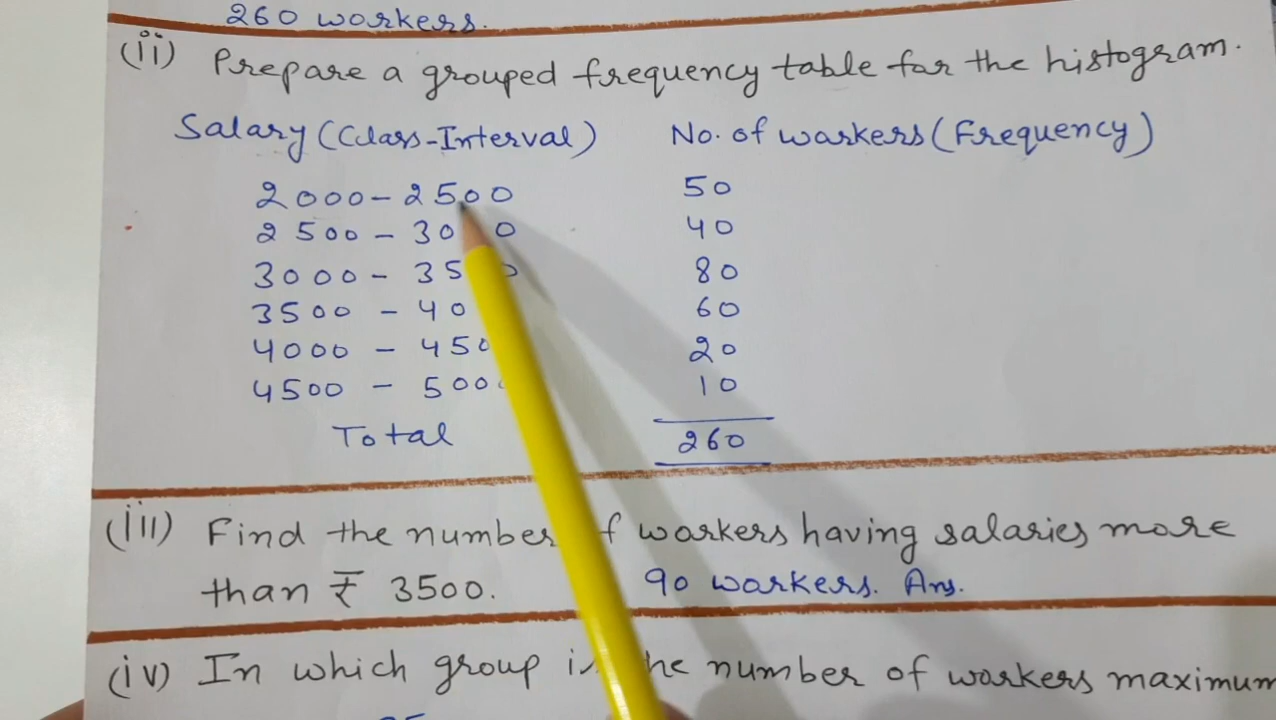 260 workers.
(ii) Prepare a grouped frequency table for the histogram.
Salary (Class-Interval) No. of workers (Frequency)
2000 - 2500 50
2500 - 30 0 40
3000 - 35 80
3500 - 40 60
4000 - 450 20
4500 - 500 10
Total 260
(iii) Find the number f workers having salaries more
than ₹ 3500. 90 workers. Ans.
(iv) In which group he number of workers maximum